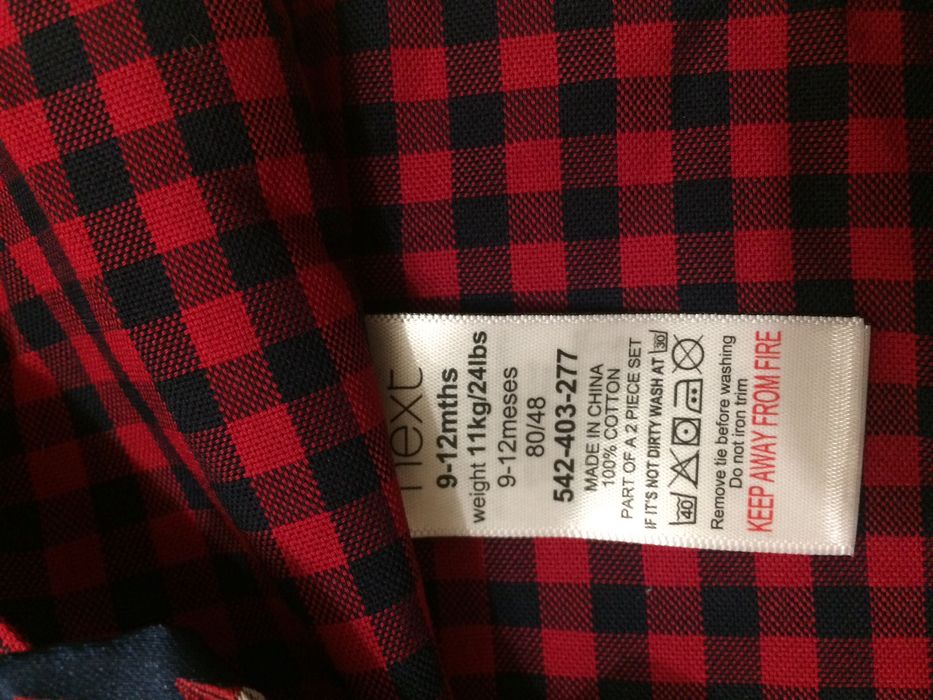 next
9-12mths
weight 11kg/24lbs
9-12meses
80/48
542-403-277
MADE IN CHINA
100% COTTON
PART OF A 2 PIECE SET
IF IT'S NOT DIRTY WASH AT 30
40
Remove tie before washing
Do not iron trim
KEEP AWAY FROM FIRE